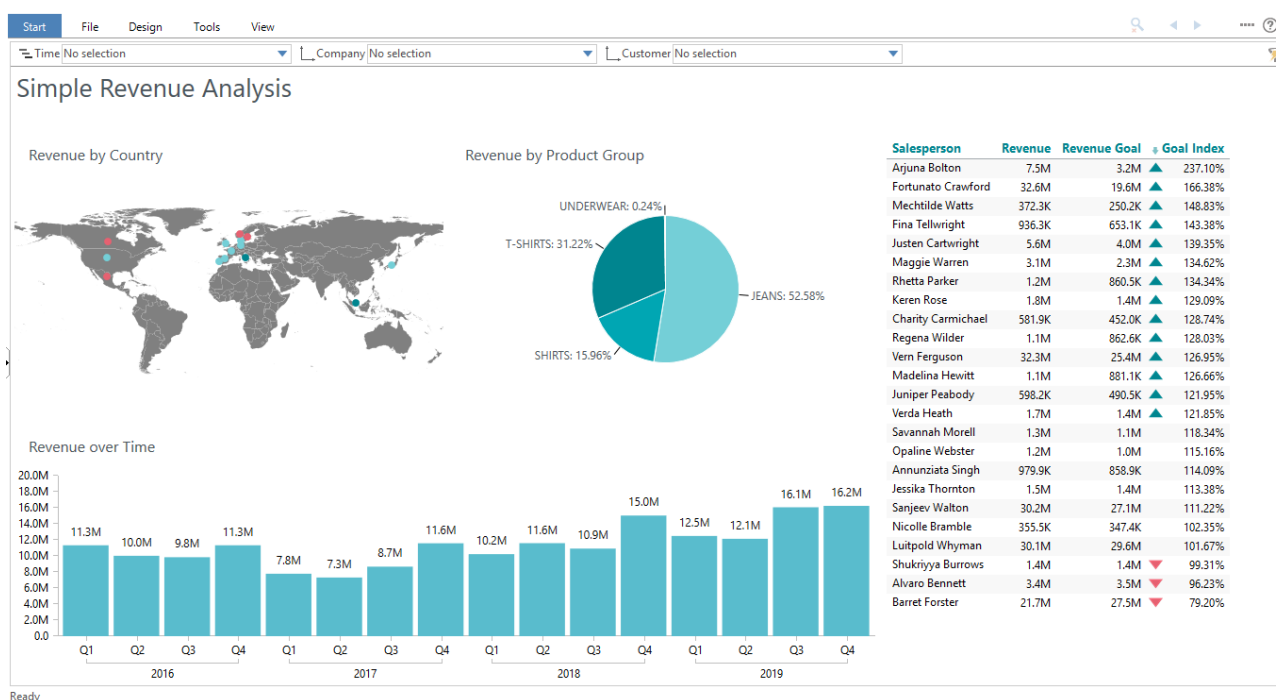 Start File Design Tools View
Time No selection Company No selection Customer No selection
Simple Revenue Analysis
Revenue by Country
Revenue by Product Group
UNDERWEAR: 0.24%
T-SHIRTS: 31.22%
JEANS: 52.58%
SHIRTS: 15.96%
Salesperson Revenue Revenue Goal Goal Index
Arjuna Bolton 7.5M 3.2M 237.10%
Fortunato Crawford 32.6M 19.6M 166.38%
Mechtilde Watts 372.3K 250.2K 148.83%
Fina Tellwright 936.3K 653.1K 143.38%
Justen Cartwright 5.6M 4.0M 139.35%
Maggie Warren 3.1M 2.3M 134.62%
Rhetta Parker 1.2M 860.5K 134.34%
Keren Rose 1.8M 1.4M 129.09%
Charity Carmichael 581.9K 452.0K 128.74%
Regena Wilder 1.1M 862.6K 128.03%
Vern Ferguson 32.3M 25.4M 126.95%
Madelina Hewitt 1.1M 881.1K 126.66%
Juniper Peabody 598.2K 490.5K 121.95%
Verda Heath 1.7M 1.4M 121.85%
Savannah Morell 1.3M 1.1M 118.34%
Opaline Webster 1.2M 1.0M 115.16%
Annunziata Singh 979.9K 858.9K 114.09%
Jessika Thornton 1.5M 1.4M 113.38%
Sanjeev Walton 30.2M 27.1M 111.22%
Nicolle Bramble 355.5K 347.4K 102.35%
Luitpold Whyman 30.1M 29.6M 101.67%
Shukriyya Burrows 1.4M 1.4M 99.31%
Alvaro Bennett 3.4M 3.5M 96.23%
Barret Forster 21.7M 27.5M 79.20%
Revenue over Time
20.0M
18.0M
16.0M
14.0M
12.0M
10.0M
8.0M
6.0M
4.0M
2.0M
0.0
11.3M 10.0M 9.8M 11.3M 7.8M 7.3M 8.7M 11.6M 10.2M 11.6M 10.9M 15.0M 12.5M 12.1M 16.1M 16.2M
Q1 Q2 Q3 Q4 Q1 Q2 Q3 Q4 Q1 Q2 Q3 Q4 Q1 Q2 Q3 Q4
2016 2017 2018 2019
Ready